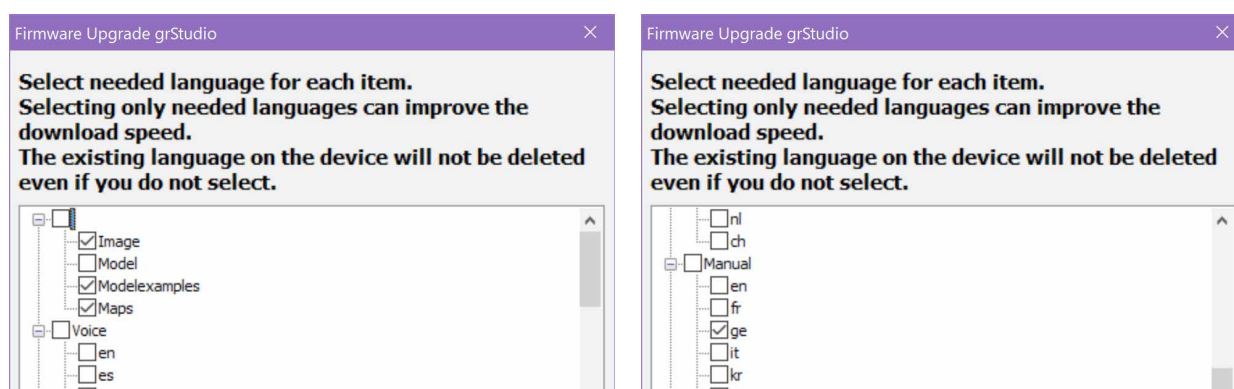 Firmware Upgrade grStudio
Select needed language for each item.
Selecting only needed languages can improve the
download speed.
The existing language on the device will not be deleted
even if you do not select.
Image
Model
Modelexamples
Maps
Voice
en
es
Firmware Upgrade grStudio
Select needed language for each item.
Selecting only needed languages can improve the
download speed.
The existing language on the device will not be deleted
even if you do not select.
nl
ch
Manual
en
fr
ge
it
kr